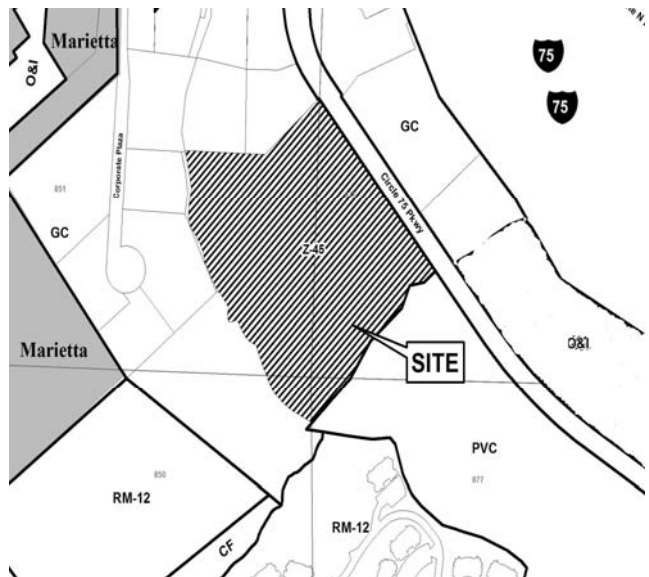 Marietta
O&I
75
75
GC
Corporate Plaza
Circle 75 Pkwy
851
GC
Z-45
Marietta
SITE
O&I
PVC
877
850
RM-12
RM-12
CF